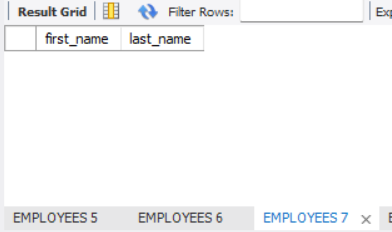 Result Grid Filter Rows:
first_name last_name
EMPLOYEES 5 EMPLOYEES 6 EMPLOYEES 7